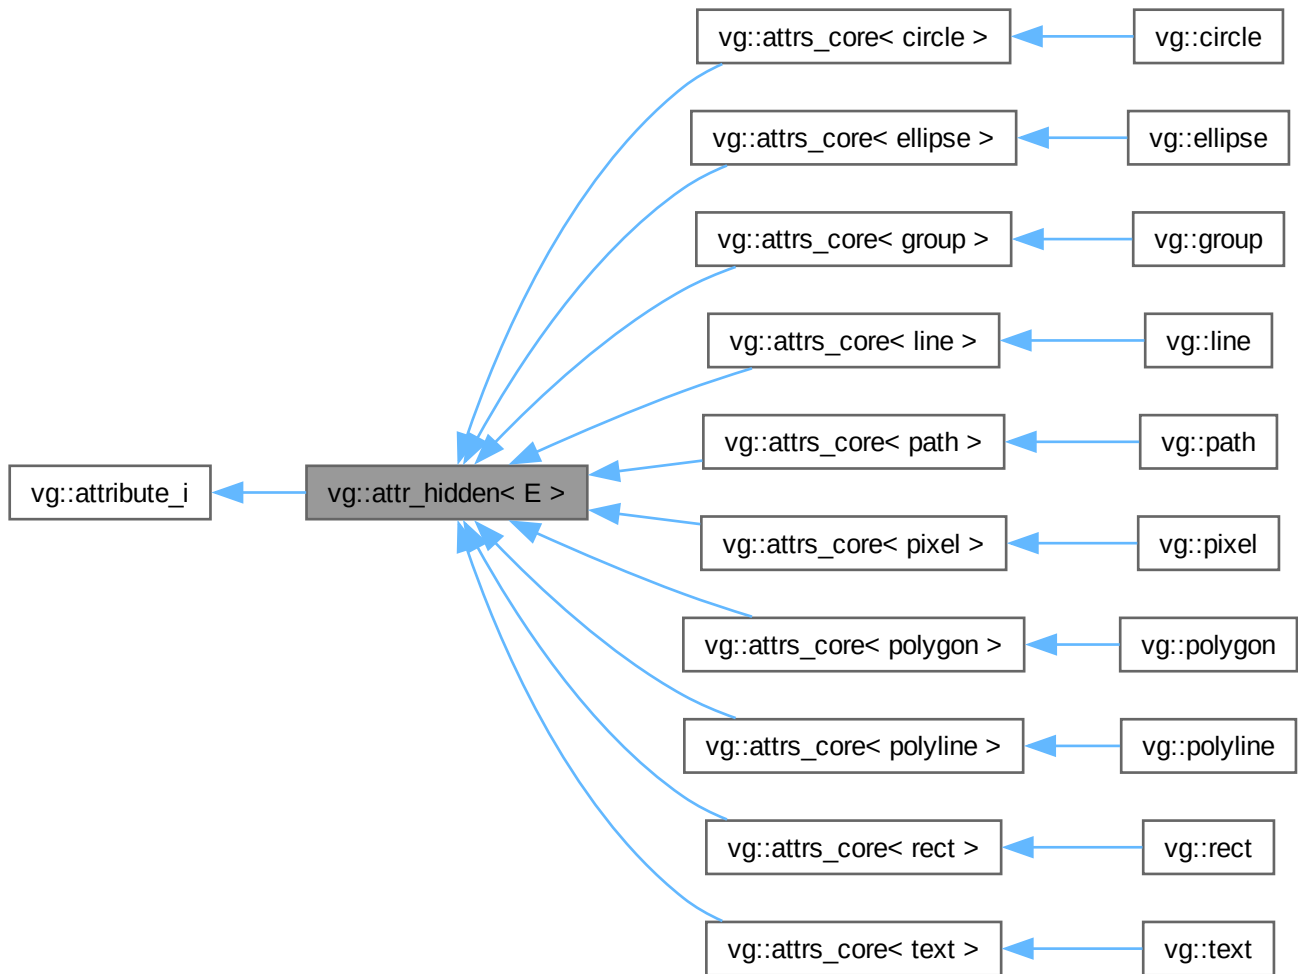 vg::attrs_core< circle >
vg::circle
vg::attrs_core< ellipse >
vg::ellipse
vg::attrs_core< group >
vg::group
vg::attrs_core< line >
vg::line
vg::attrs_core< path >
vg::path
vg::attribute_i
vg::attr_hidden< E >
vg::attrs_core< pixel >
vg::pixel
vg::attrs_core< polygon >
vg::polygon
vg::attrs_core< polyline >
vg::polyline
vg::attrs_core< rect >
vg::rect
vg::attrs_core< text >
vg::text